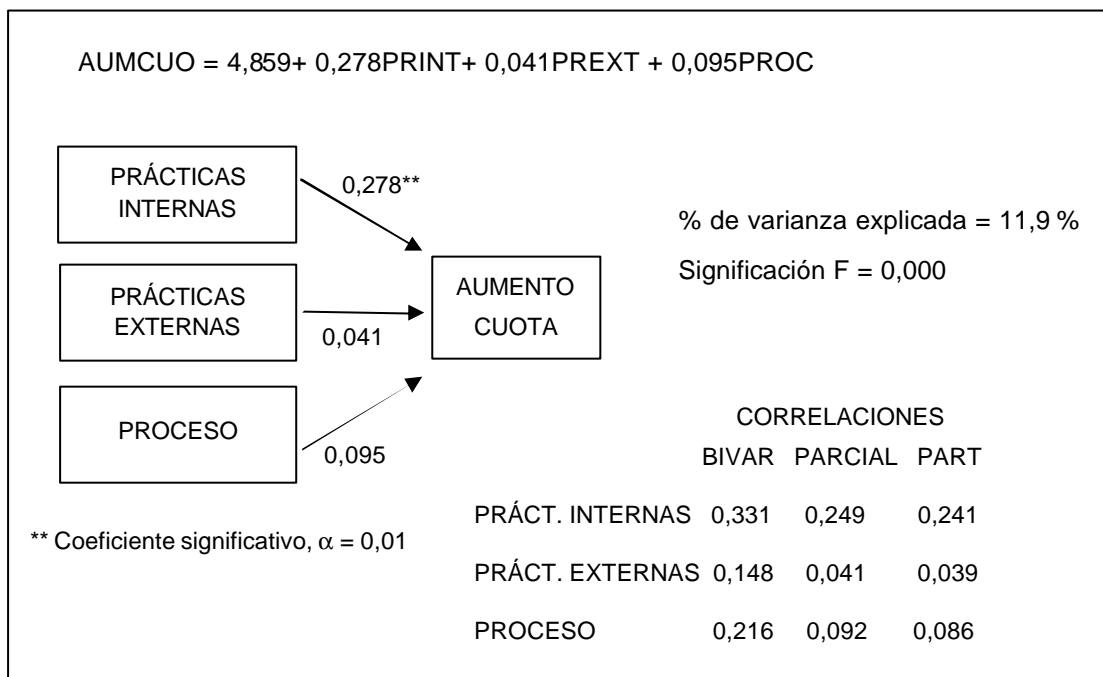 AUMCUO = 4,859+ 0,278PRINT+ 0,041PREXT + 0,095PROC
PRÁCTICAS
INTERNAS
0,278**
% de varianza explicada = 11,9 %
Significación F = 0,000
PRÁCTICAS
EXTERNAS
0,041
AUMENTO
CUOTA
PROCESO
0,095
CORRELACIONES
BIVAR PARCIAL PART
PRÁCT. INTERNAS 0,331 0,249 0,241
** Coeficiente significativo, α = 0,01
PRÁCT. EXTERNAS 0,148 0,041 0,039
PROCESO 0,216 0,092 0,086